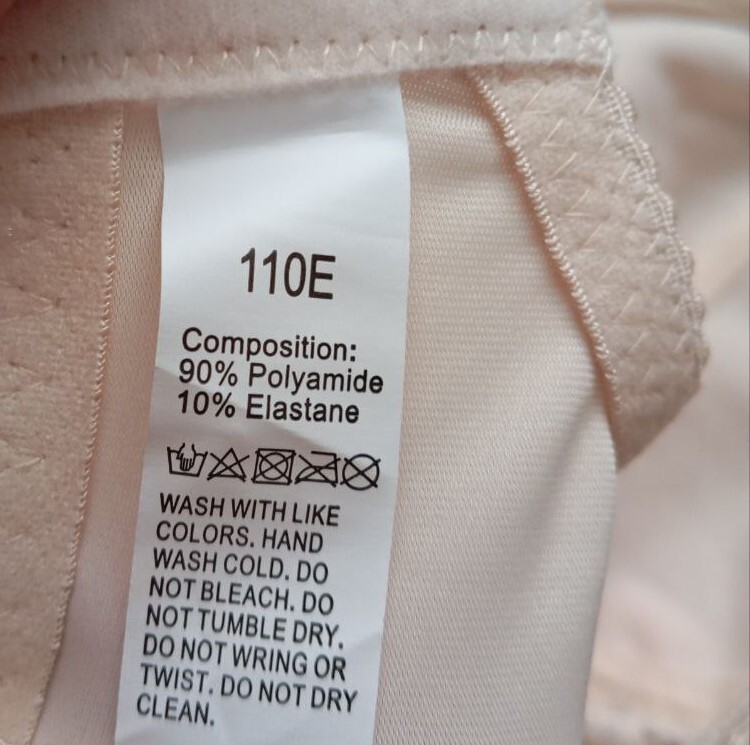 110E
Composition:
90% Polyamide
10% Elastane
WASH WITH LIKE
COLORS. HAND
WASH COLD. DO
NOT BLEACH. DO
NOT TUMBLE DRY.
DO NOT WRING OR
TWIST. DO NOT DRY
CLEAN.